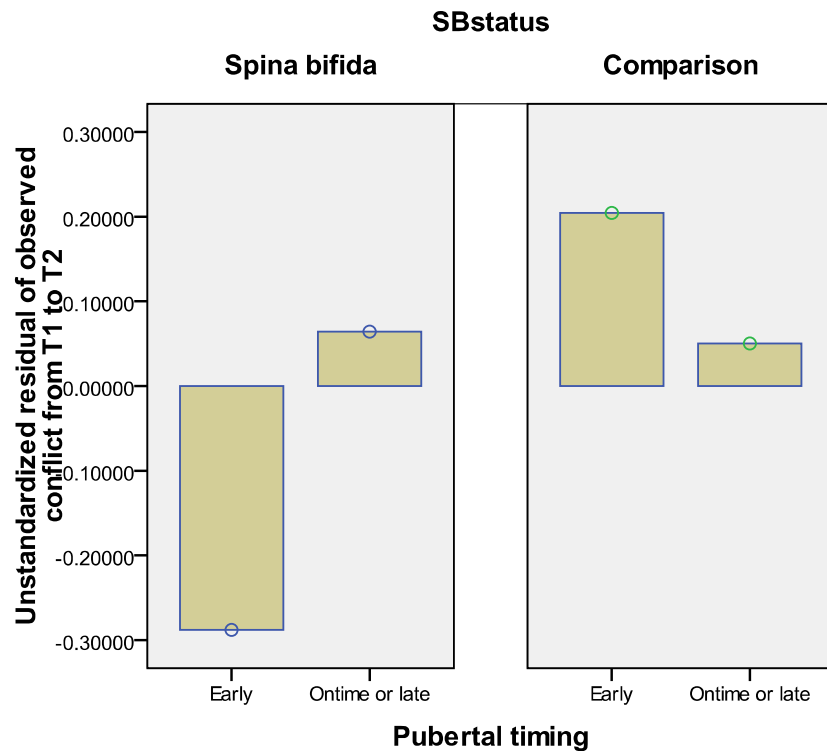 SBstatus
Spina bifida
Comparison
Unstandardized residual of observed
conflict from T1 to T2
0.30000
0.20000
0.10000
0.00000
-0.10000
-0.20000
-0.30000
Early
Ontime or late
Early
Ontime or late
Pubertal timing